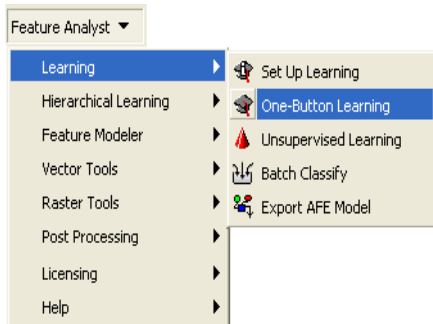 Feature Analyst
Learning
Hierarchical Learning
Feature Modeler
Vector Tools
Raster Tools
Post Processing
Licensing
Help
Set Up Learning
One-Button Learning
Unsupervised Learning
Batch Classify
Export AFE Model